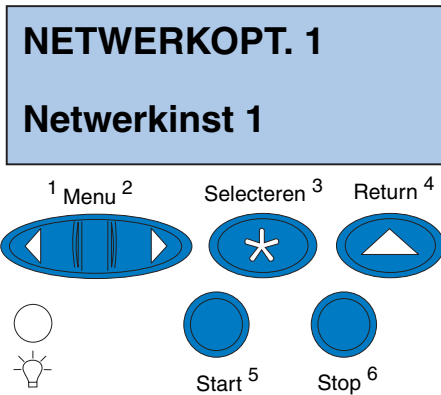 NETWERKOPT. 1
Netwerkinst 1
1 Menu 2 Selecteren 3 Return 4
Start 5 Stop 6